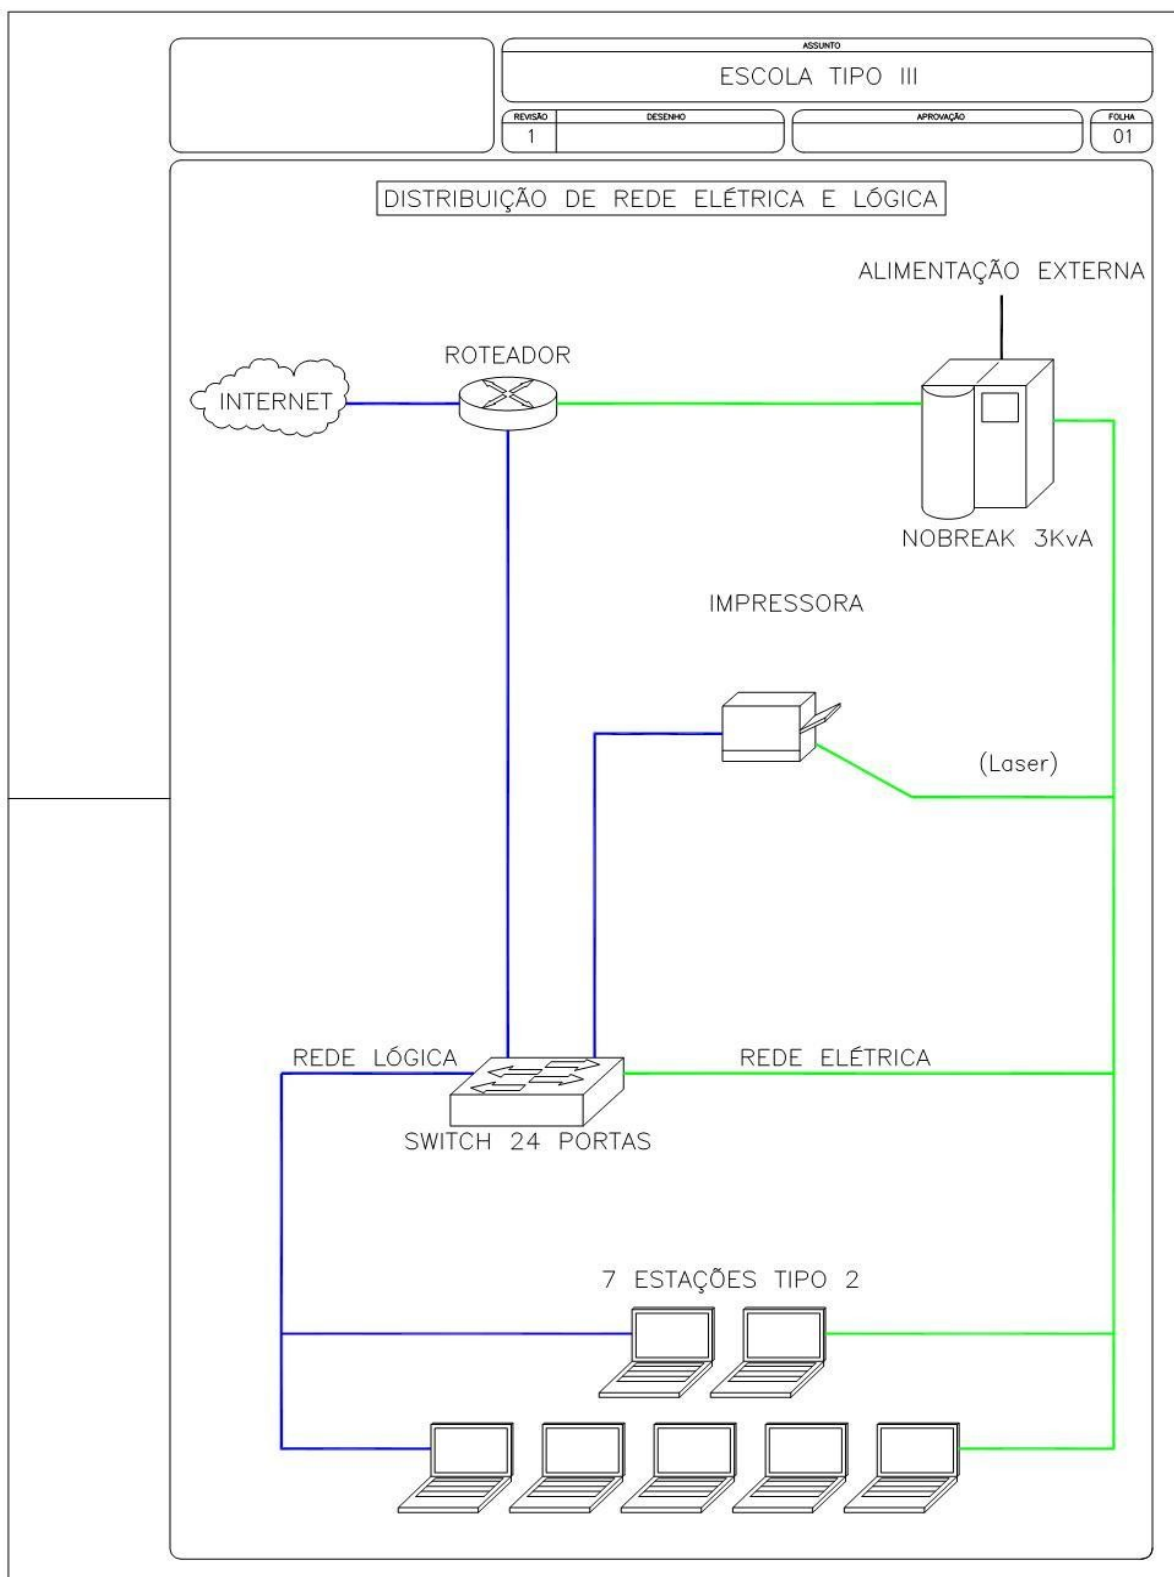 ASSUNTO
ESCOLA TIPO III
REVISÃO
DESENHO
APROVAÇÃO
FOLHA
1
01
DISTRIBUIÇÃO DE REDE ELÉTRICA E LÓGICA
ALIMENTAÇÃO EXTERNA
ROTEADOR
INTERNET
NOBREAK 3KvA
IMPRESSORA
(Laser)
REDE LÓGICA
REDE ELÉTRICA
SWITCH 24 PORTAS
7 ESTAÇÕES TIPO 2